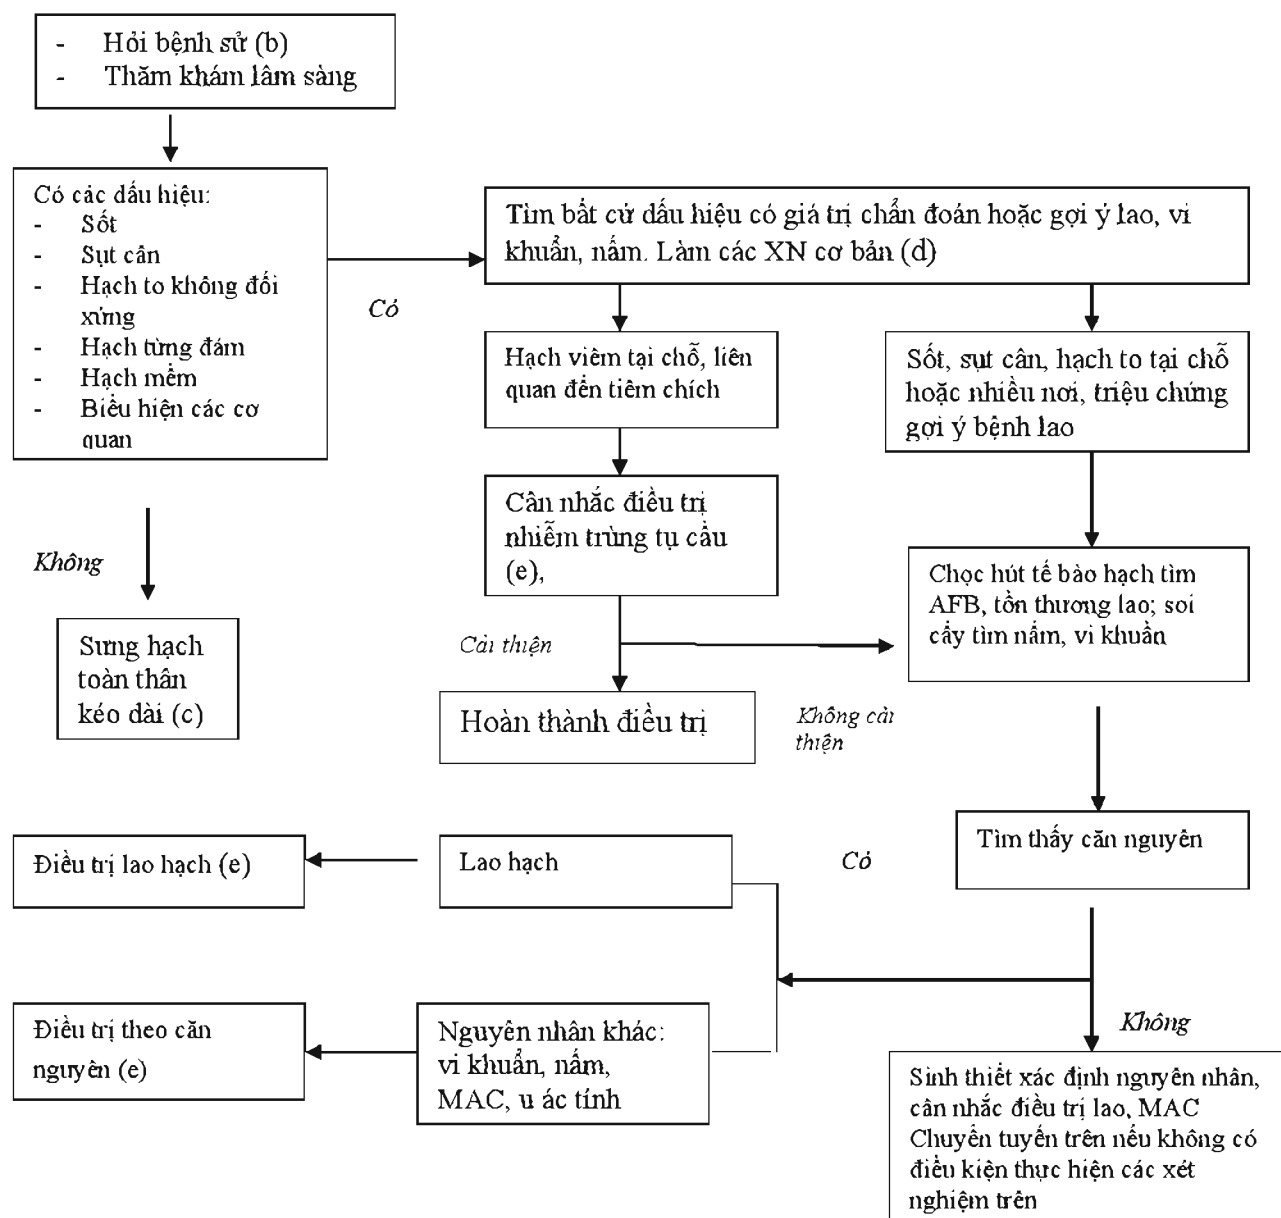 - Hỏi bệnh sử (b)
- Thăm khám lâm sàng
Có các dấu hiệu:
- Sốt
- Sụt cân
- Hạch to không đối
xứng
- Hạch từng đám
- Hạch mềm
- Biểu hiện các cơ
quan
Có
Tìm bất cứ dấu hiệu có giá trị chẩn đoán hoặc gợi ý lao, vi
khuẩn, nấm. Làm các XN cơ bản (d)
Hạch viêm tại chỗ, liên
quan đến tiêm chích
Sốt, sụt cân, hạch to tại chỗ
hoặc nhiều nơi, triệu chứng
gợi ý bệnh lao
Cân nhắc điều trị
nhiễm trùng tụ cầu
(e),
Không
Chọc hút tế bào hạch tìm
AFB, tổn thương lao; soi
cấy tìm nấm, vi khuẩn
Sưng hạch
toàn thân
kéo dài (c)
Cải thiện
Hoàn thành điều trị
Không cải
thiện
Tìm thấy căn nguyên
Có
Lao hạch
Điều trị lao hạch (e)
Nguyên nhân khác:
vi khuẩn, nấm,
MAC, u ác tính
Điều trị theo căn
nguyên (e)
Không
Sinh thiết xác định nguyên nhân,
cân nhắc điều trị lao, MAC
Chuyển tuyến trên nếu không có
điều kiện thực hiện các xét
nghiệm trên